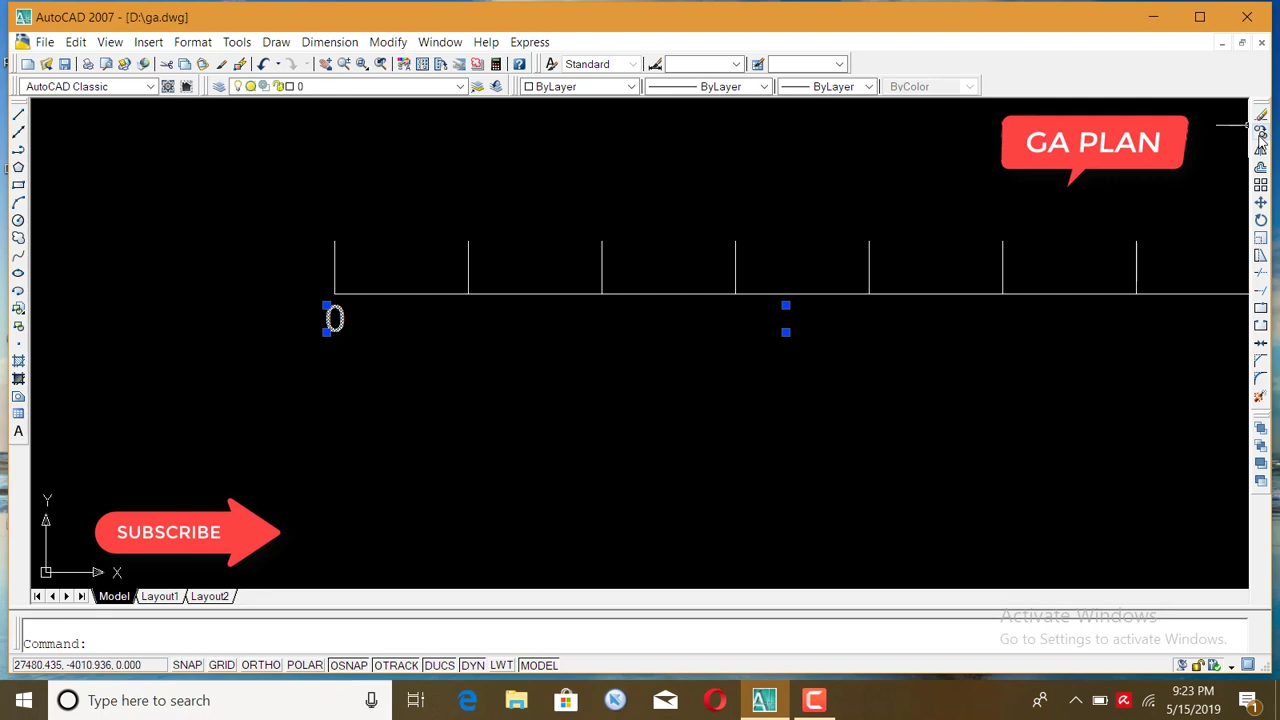 AutoCAD 2007 - [D:\ga.dwg]
File Edit View Insert Format Tools Draw Dimension Modify Window Help Express
Standard
AutoCAD Classic 0 ByLayer ByLayer ByLayer ByColor
GA PLAN
0
SUBSCRIBE
Y
X
Model Layout1 Layout2
Activate Windows
Go to Settings to activate Windows.
Command:
27480.435, -4010.936, 0.000 SNAP GRID ORTHO POLAR OSNAP OTRACK DUCS DYN LWT MODEL
Type here to search
9:23 PM
5/15/2019